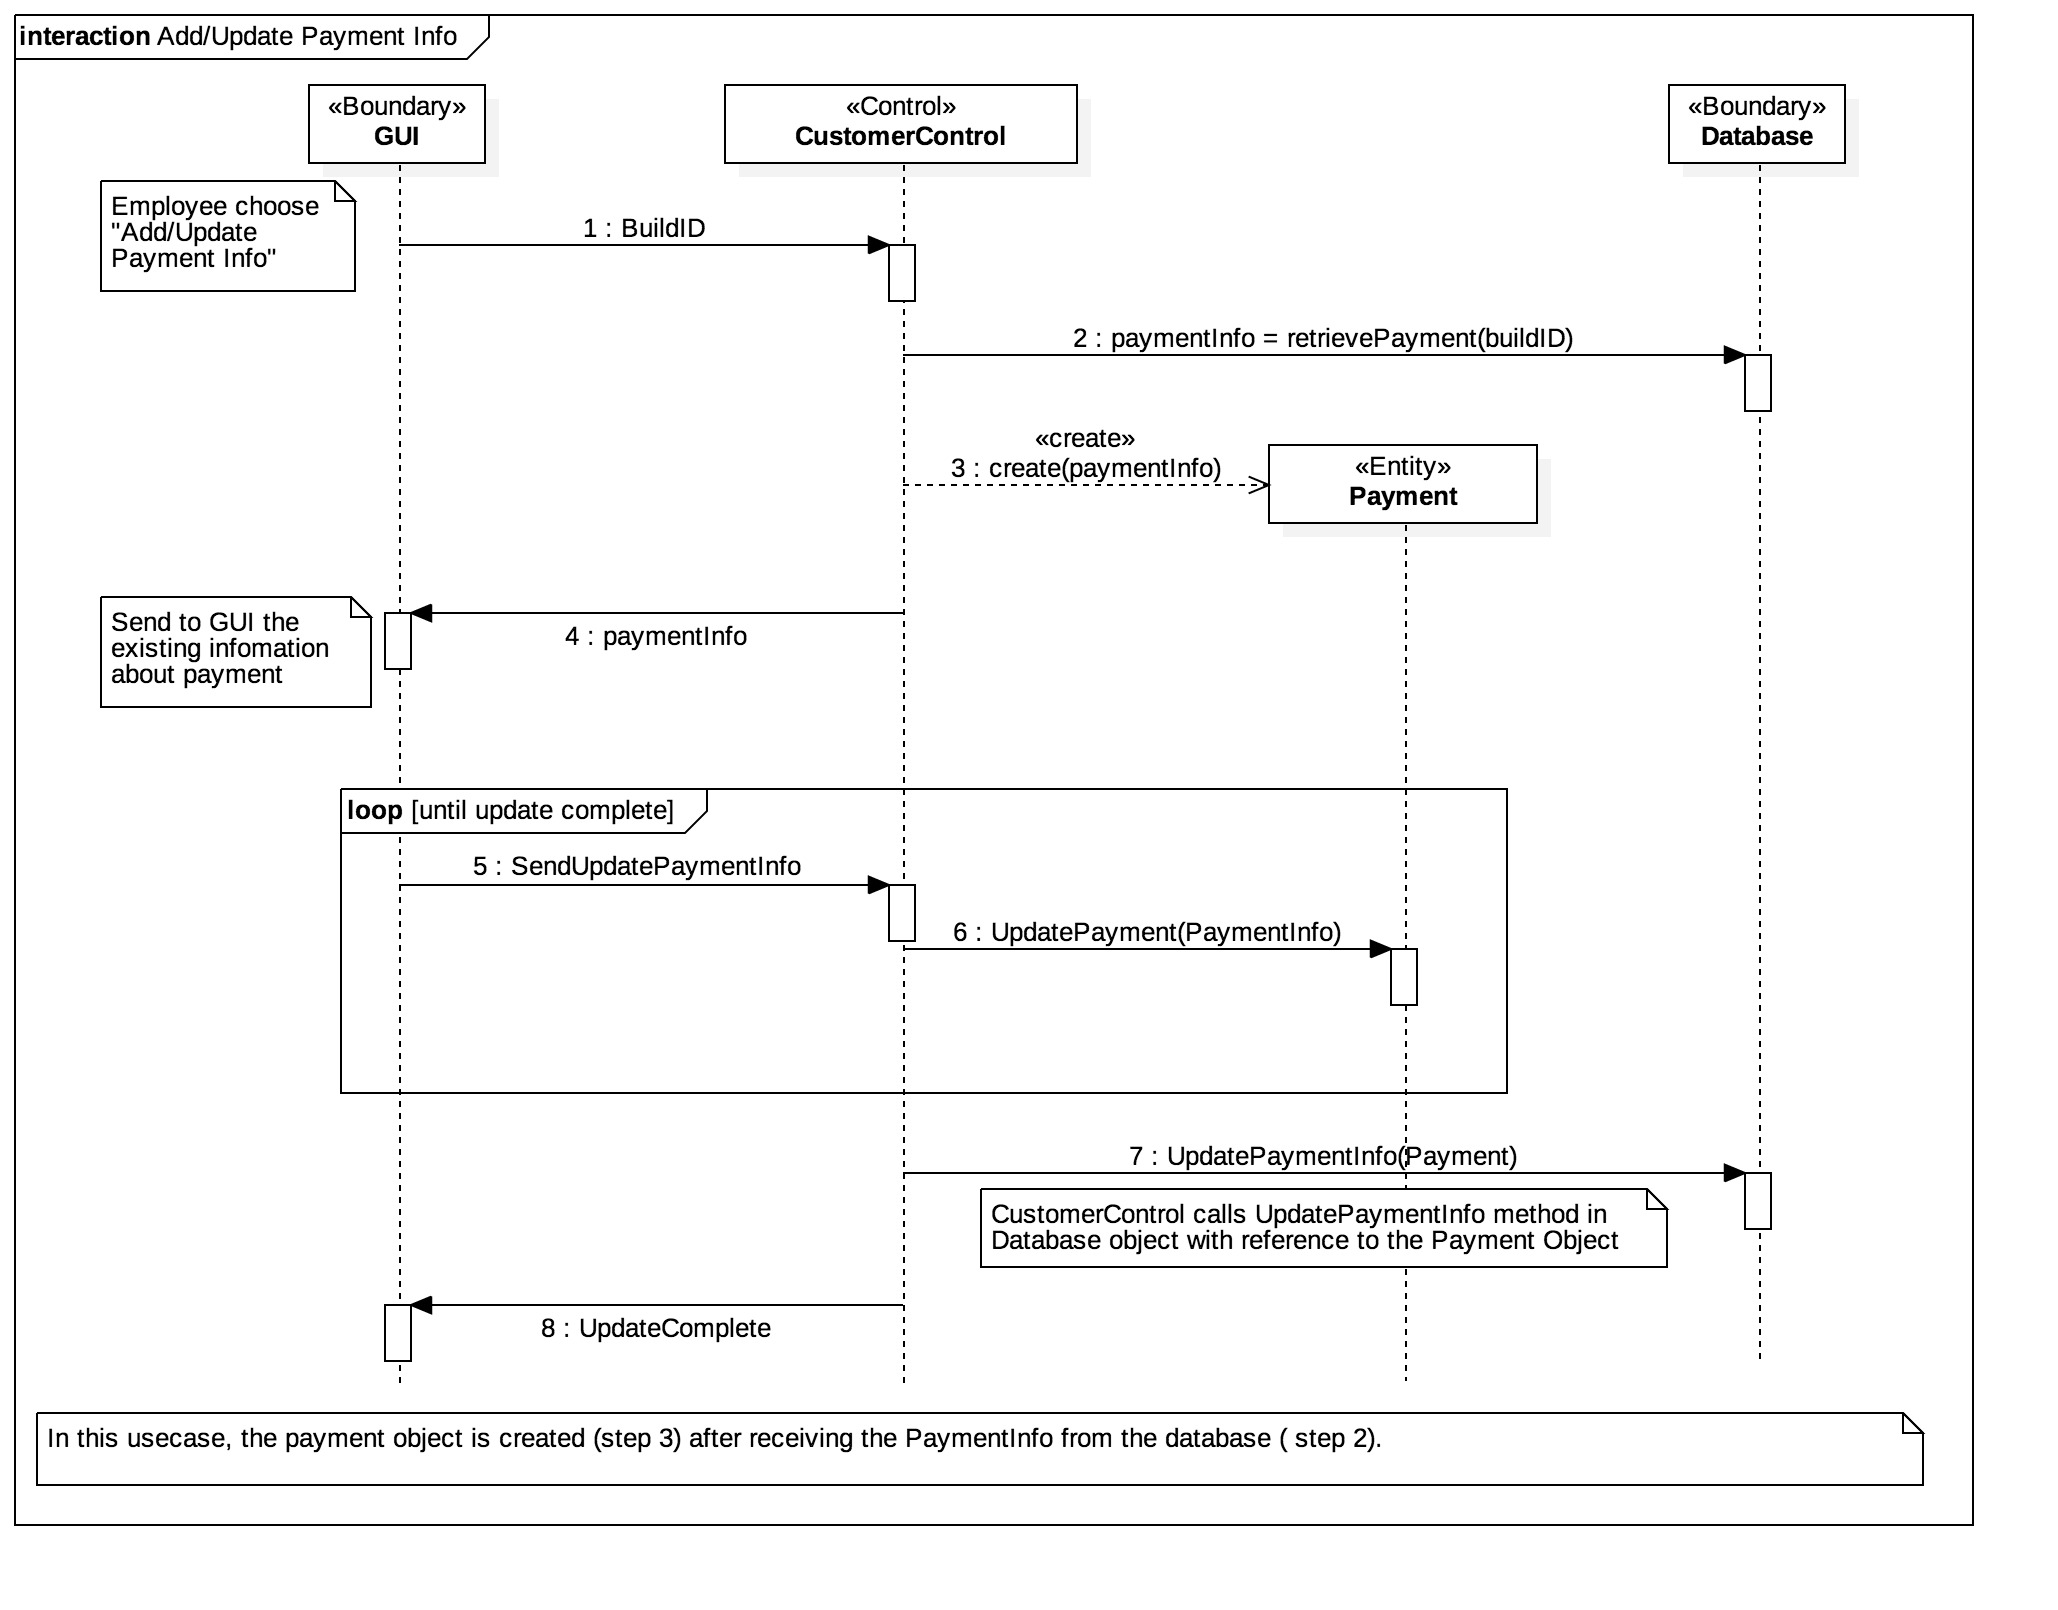 interaction Add/Update Payment Info
«Boundary»
GUI
«Control»
CustomerControl
«Boundary»
Database
Employee choose
"Add/Update
Payment Info"
1 : BuildID
2 : paymentInfo = retrievePayment(buildID)
«create»
3 : create(paymentInfo)
«Entity»
Payment
Send to GUI the
existing infomation
about payment
4 : paymentInfo
loop [until update complete]
5 : SendUpdatePaymentInfo
6 : UpdatePayment(PaymentInfo)
7 : UpdatePaymentInfo(Payment)
CustomerControl calls UpdatePaymentInfo method in
Database object with reference to the Payment Object
8 : UpdateComplete
In this usecase, the payment object is created (step 3) after receiving the PaymentInfo from the database ( step 2).